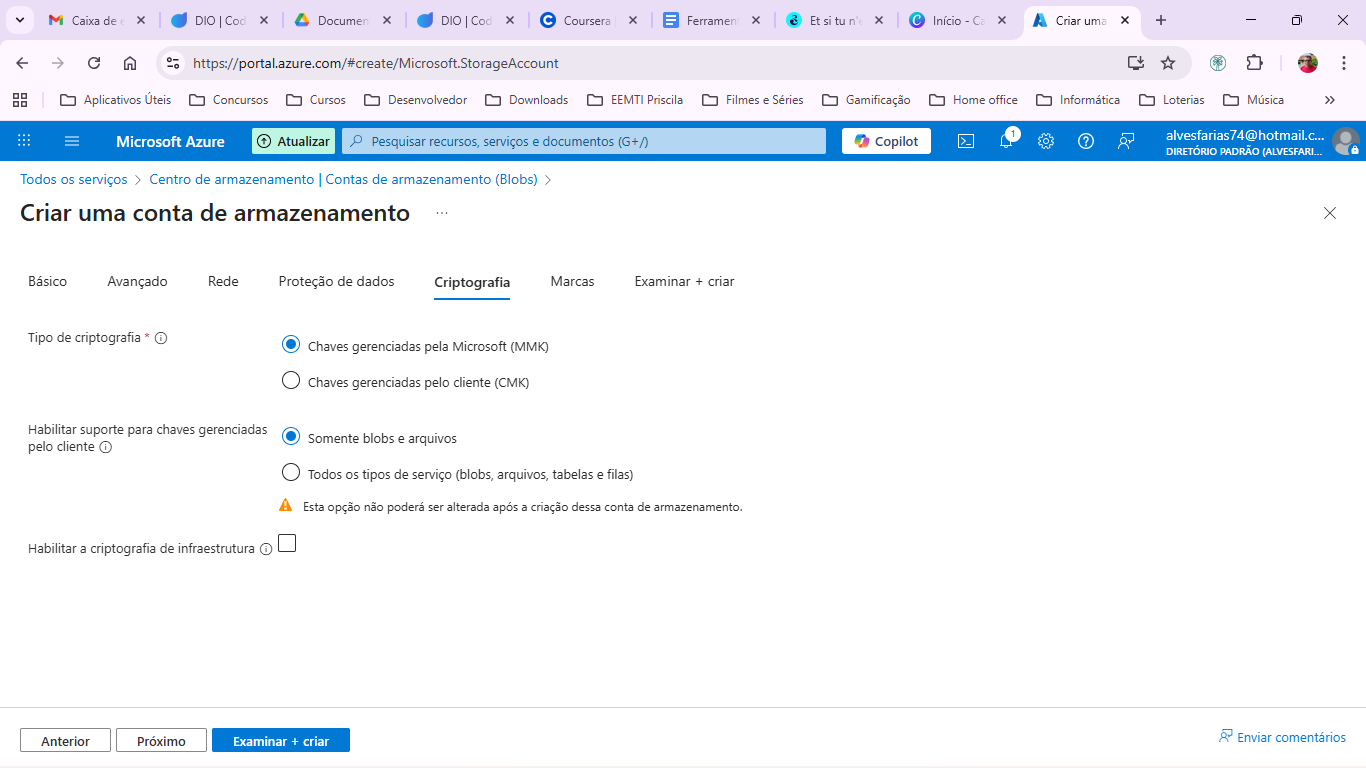 Caixa de e
DIO | Cod
Documen
DIO | Cod
Coursera
Ferramen
Et si tu n'e
Início - Ca
Criar uma
https://portal.azure.com/#create/Microsoft.StorageAccount
Aplicativos Úteis
Concursos
Cursos
Desenvolvedor
Downloads
EEMTI Priscila
Filmes e Séries
Gamificação
Home office
Informática
Loterias
Música
Microsoft Azure
Atualizar
Pesquisar recursos, serviços e documentos (G+/)
Copilot
1
alvesfarias74@hotmail.c...
DIRETÓRIO PADRÃO (ALVESFARI...
Todos os serviços > Centro de armazenamento | Contas de armazenamento (Blobs) >
Criar uma conta de armazenamento ...
Básico
Avançado
Rede
Proteção de dados
Criptografia
Marcas
Examinar + criar
Tipo de criptografia *
Chaves gerenciadas pela Microsoft (MMK)
Chaves gerenciadas pelo cliente (CMK)
Habilitar suporte para chaves gerenciadas
pelo cliente
Somente blobs e arquivos
Todos os tipos de serviço (blobs, arquivos, tabelas e filas)
Esta opção não poderá ser alterada após a criação dessa conta de armazenamento.
Habilitar a criptografia de infraestrutura
Anterior
Próximo
Examinar + criar
Enviar comentários